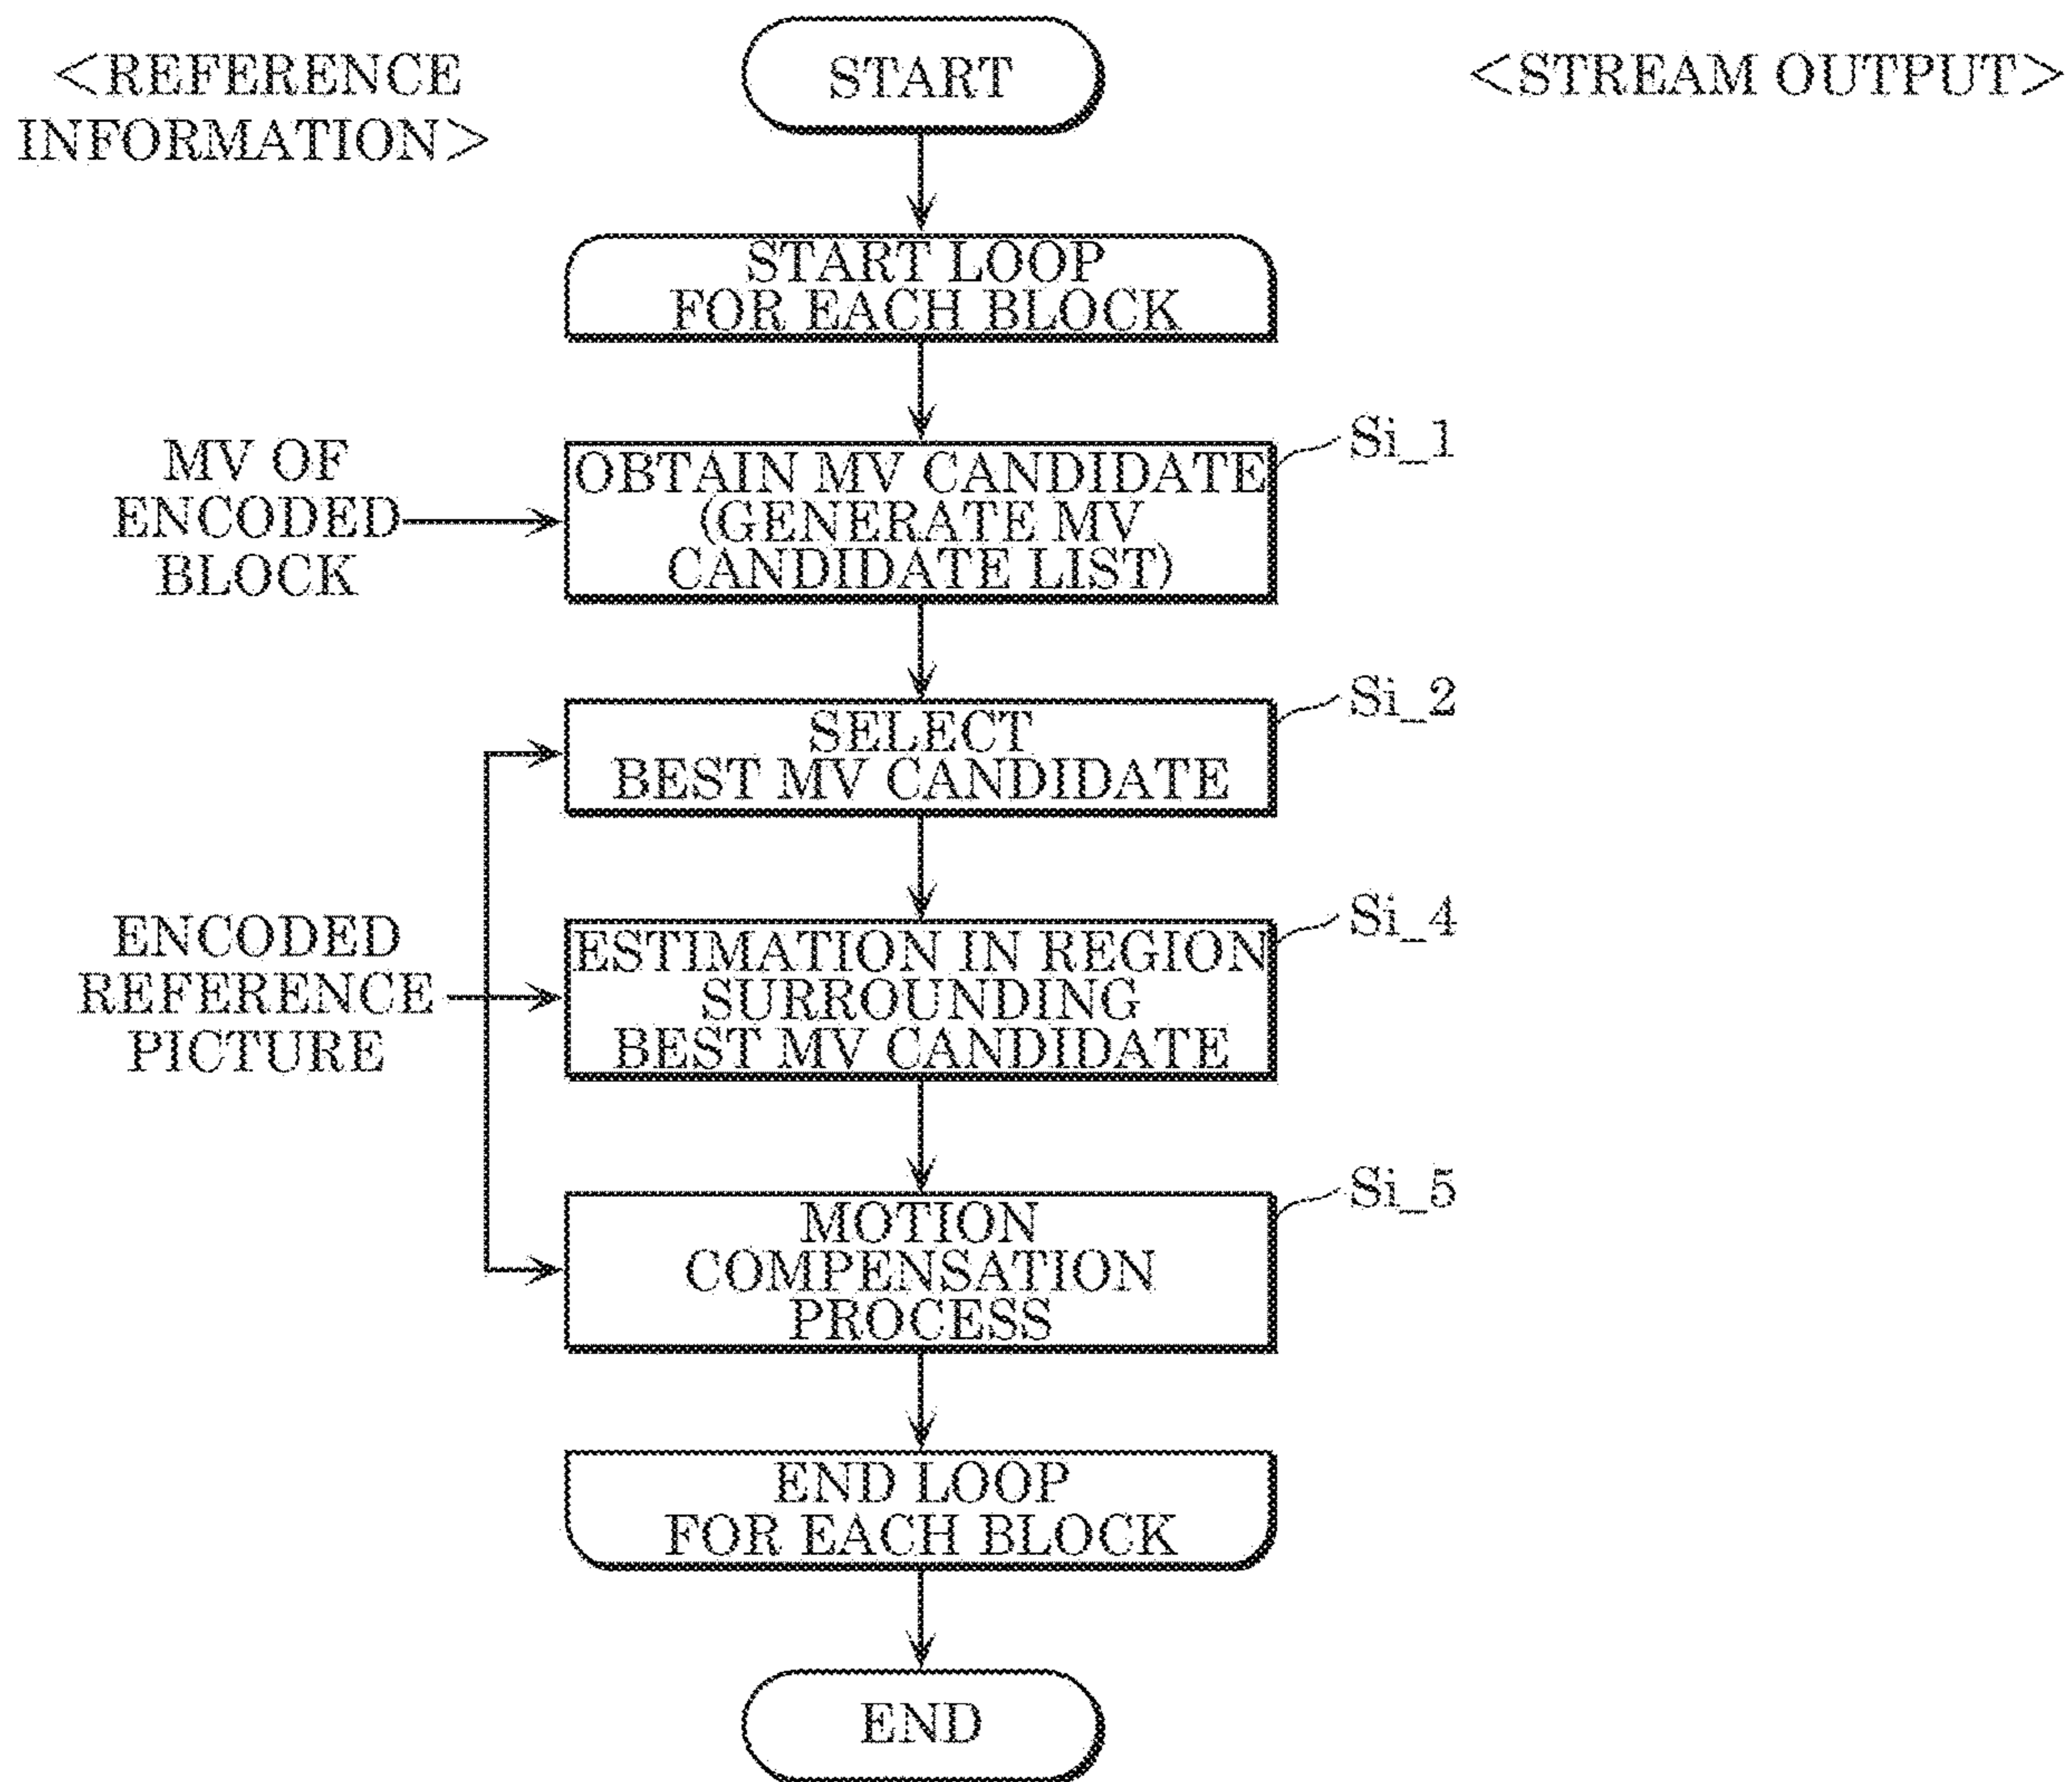 <REFERENCE
INFORMATION>
START
<STREAM OUTPUT>
START LOOP
FOR EACH BLOCK
MV OF
ENCODED
BLOCK
OBTAIN MV CANDIDATE
(GENERATE MV
CANDIDATE LIST)
Si_1
SELECT
BEST MV CANDIDATE
Si_2
ENCODED
REFERENCE
PICTURE
ESTIMATION IN REGION
SURROUNDING
BEST MV CANDIDATE
Si_4
MOTION
COMPENSATION
PROCESS
Si_5
END LOOP
FOR EACH BLOCK
END